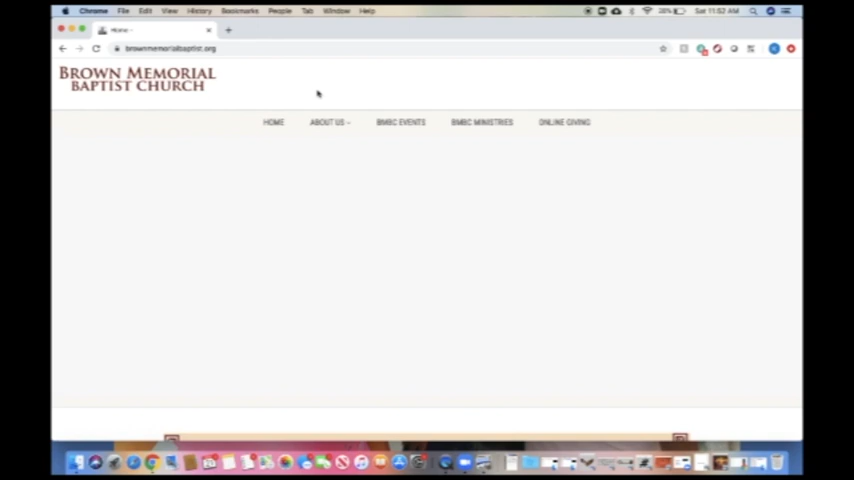 Chrome File Edit View History Bookmarks People Tab Window Help
Sat 11:52 AM
Home -
brownmemorialbaptist.org
BROWN MEMORIAL
BAPTIST CHURCH
HOME ABOUT US BMBC EVENTS BMBC MINISTRIES ONLINE GIVING